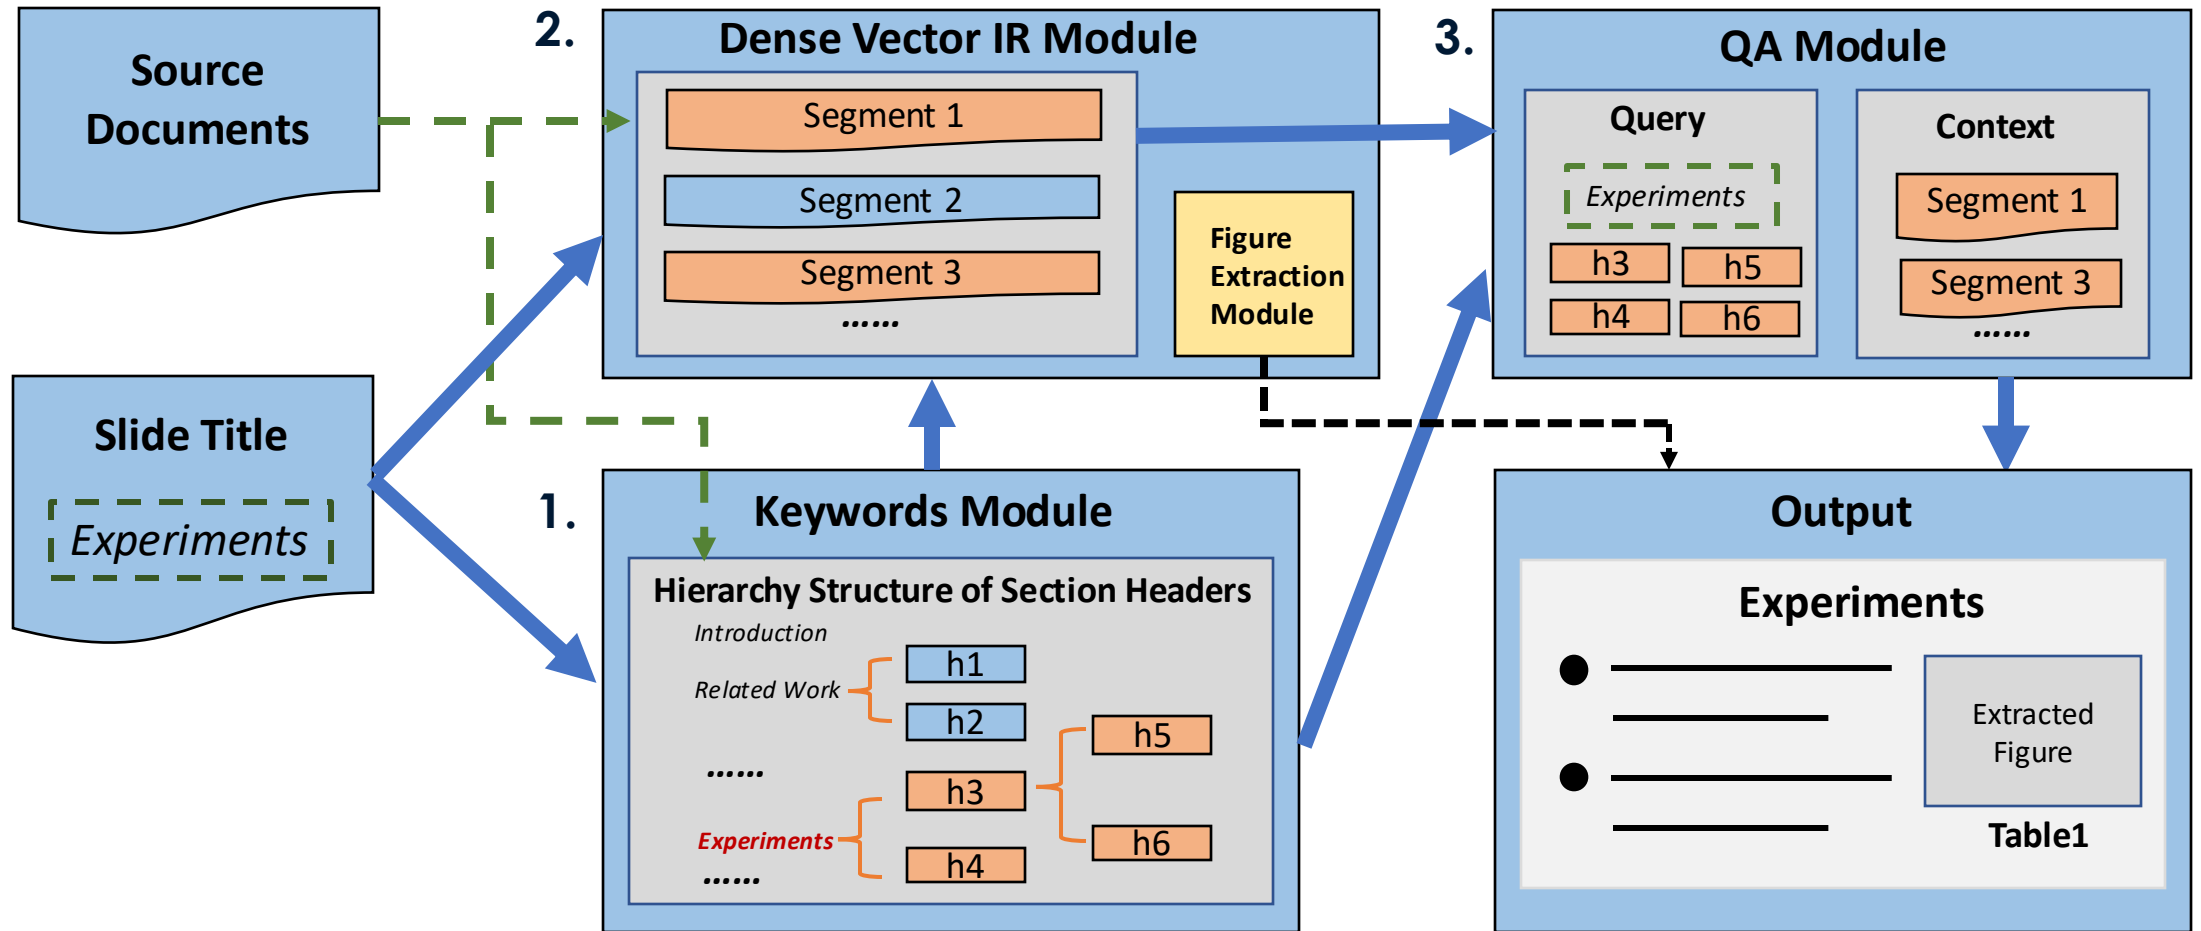 Source
Documents
Slide Title
Experiments
2.
Dense Vector IR Module
Segment 1
Segment 2
Segment 3
......
Figure
Extraction
Module
1.
Keywords Module
Hierarchy Structure of Section Headers
Introduction
Related Work
h1
h2
......
h3
h5
h6
Experiments
h4
......
3.
QA Module
Query
Experiments
h3
h5
h4
h6
Context
Segment 1
Segment 3
......
Output
Experiments
Extracted
Figure
Table1